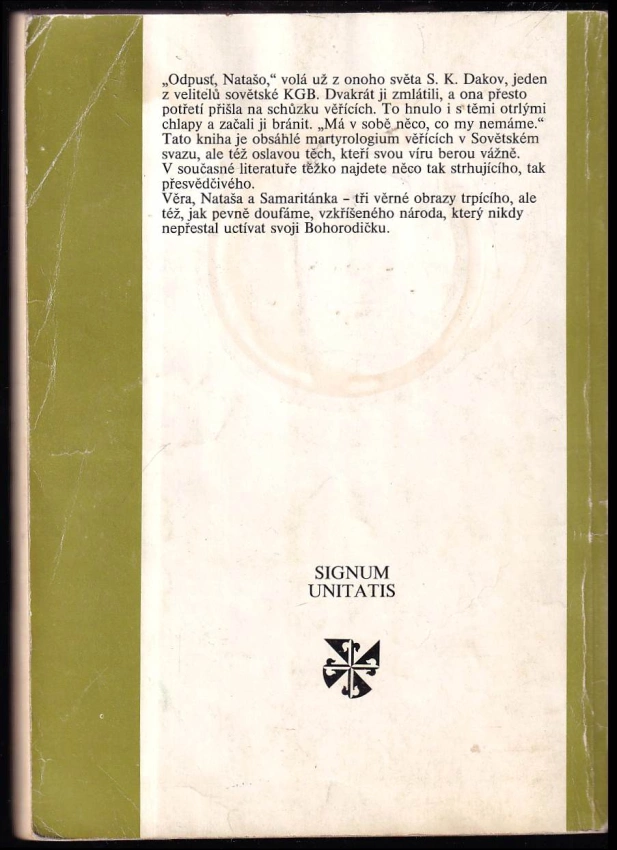 „Odpusť, Natašo,“ volá už z onoho světa S. K. Dakov, jeden
z velitelů sovětské KGB. Dvakrát ji zmlátili, a ona přesto
potřetí přišla na schůzku věřících. To hnulo i s těmi otrlými
chlapy a začali ji bránit. „Má v sobě něco, co my nemáme.“
Tato kniha je obsáhlé martyrologium věřících v Sovětském
svazu, ale též oslavou těch, kteří svou víru berou vážně.
V současné literatuře těžko najdete něco tak strhujícího, tak
přesvědčivého.
Věra, Nataša a Samaritánka – tři věrné obrazy trpícího, ale
též, jak pevně doufáme, vzkříšeného národa, který nikdy
nepřestal uctívat svoji Bohorodičku.
SIGNUM
UNITATIS